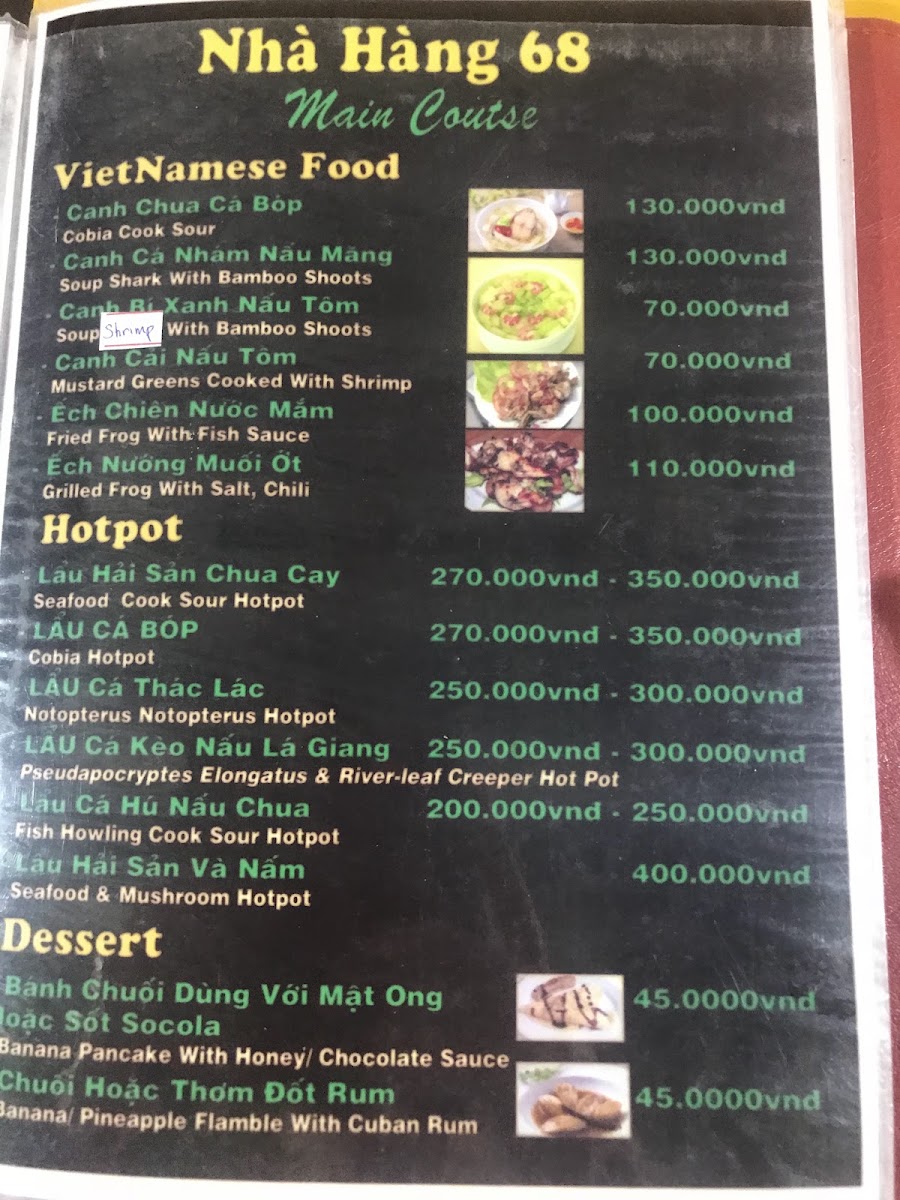 Nhà Hàng 68
Main Coutse
VietNamese Food
Canh Chua Cá Bóp 130.000vnd
Cobia Cook Sour
Canh Cá Nhám Nấu Măng 130.000vnd
Soup Shark With Bamboo Shoots
Canh Bí Xanh Nấu Tôm 70.000vnd
Soup Shrimp With Bamboo Shoots
Canh Cải Nấu Tôm 70.000vnd
Mustard Greens Cooked With Shrimp
Ếch Chiên Nước Mắm 100.000vnd
Fried Frog With Fish Sauce
Ếch Nướng Muối Ớt 110.000vnd
Grilled Frog With Salt, Chili
Hotpot
Lẩu Hải Sản Chua Cay 270.000vnd - 350.000vnd
Seafood Cook Sour Hotpot
LẨU CÁ BÓP 270.000vnd - 350.000vnd
Cobia Hotpot
LẨU Cá Thác Lác 250.000vnd - 300.000vnd
Notopterus Notopterus Hotpot
LẨU Cá Kèo Nấu Lá Giang 250.000vnd - 300.000vnd
Pseudapocryptes Elongatus & River-leaf Creeper Hot Pot
Lẩu Cá Hú Nấu Chua 200.000vnd - 250.000vnd
Fish Howling Cook Sour Hotpot
Lẩu Hải Sản Và Nấm 400.000vnd
Seafood & Mushroom Hotpot
Dessert
Bánh Chuối Dùng Với Mật Ong 45.0000vnd
Hoặc Sốt Socola
Banana Pancake With Honey/ Chocolate Sauce
Chuối Hoặc Thơm Đốt Rum 45.0000vnd
Banana/ Pineapple Flamble With Cuban Rum